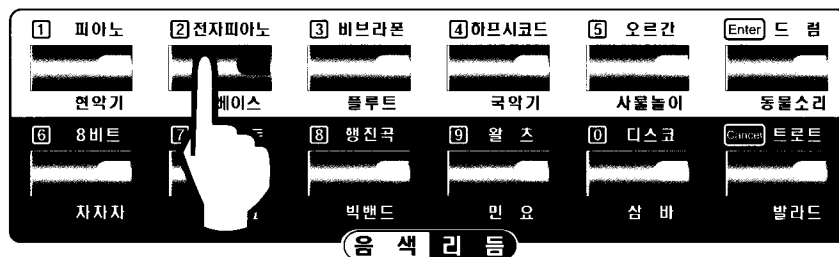 1 피아노 2 전자피아노 3 비브라폰 4 하프시코드 5 오르간 Enter 드 럼
현악기 베이스 플루트 국악기 사물놀이 동물소리
6 8비트 7 8 행진곡 9 왈 츠 0 디스코 Cancel 트로트
차차차 빅밴드 민 요 삼 바 발라드
음 색 리 듬